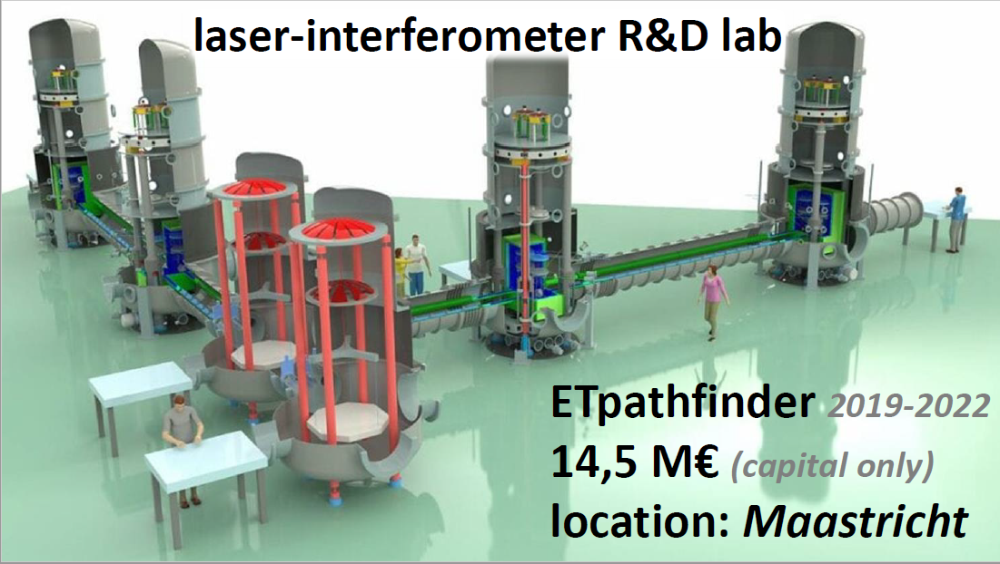 laser-interferometer R&D lab
ETpathfinder 2019-2022
14,5 M€ (capital only)
location: Maastricht